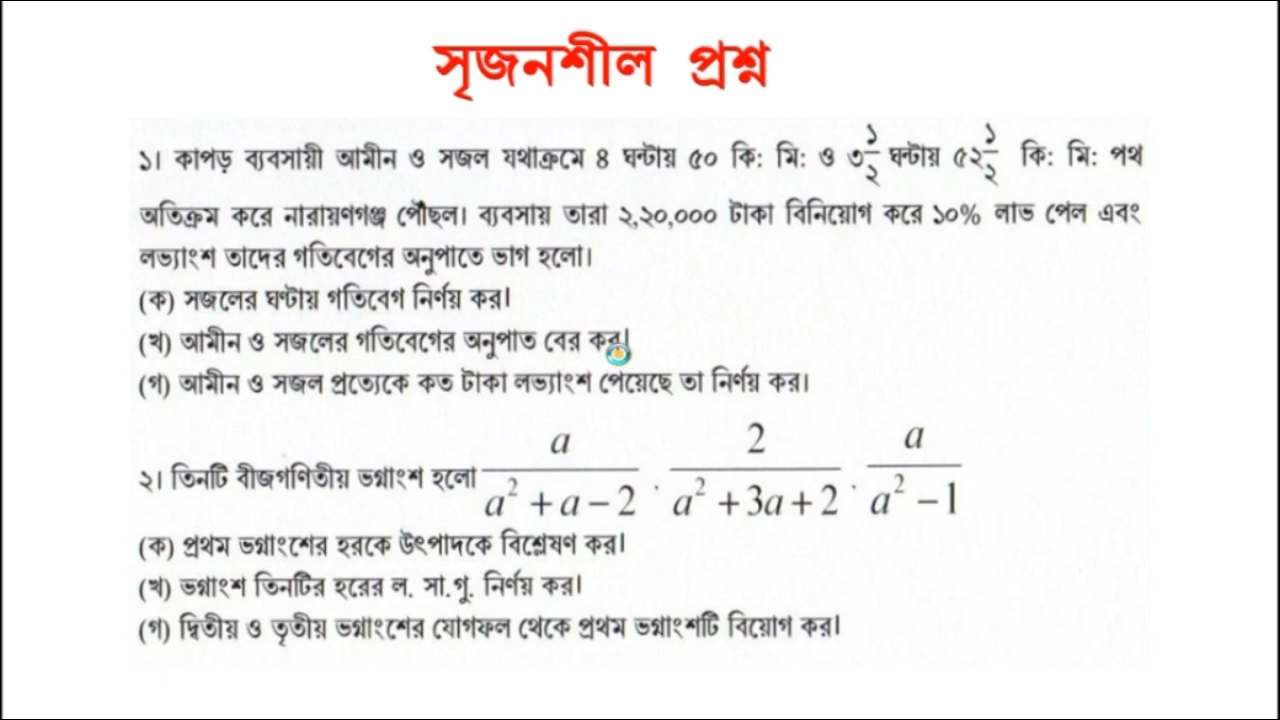 সৃজনশীল প্রশ্ন
১। কাপড় ব্যবসায়ী আমীন ও সজল যথাক্রমে ৪ ঘন্টায় ৫০ কি: মি: ও ৩১/২ ঘন্টায় ৫২১/২ কি: মি: পথ
অতিক্রম করে নারায়ণগঞ্জ পৌঁছল। ব্যবসায় তারা ২,২০,০০০ টাকা বিনিয়োগ করে ১০% লাভ পেল এবং
লভ্যাংশ তাদের গতিবেগের অনুপাতে ভাগ হলো।
(ক) সজলের ঘণ্টায় গতিবেগ নির্ণয় কর।
(খ) আমীন ও সজলের গতিবেগের অনুপাত বের কর।
(গ) আমীন ও সজল প্রত্যেকে কত টাকা লভ্যাংশ পেয়েছে তা নির্ণয় কর।
২। তিনটি বীজগণিতীয় ভগ্নাংশ হলো a/(a²+a−2) . 2/(a²+3a+2) . a/(a²−1)
(ক) প্রথম ভগ্নাংশের হরকে উৎপাদকে বিশ্লেষণ কর।
(খ) ভগ্নাংশ তিনটির হরের ল. সা.গু. নির্ণয় কর।
(গ) দ্বিতীয় ও তৃতীয় ভগ্নাংশের যোগফল থেকে প্রথম ভগ্নাংশটি বিয়োগ কর।